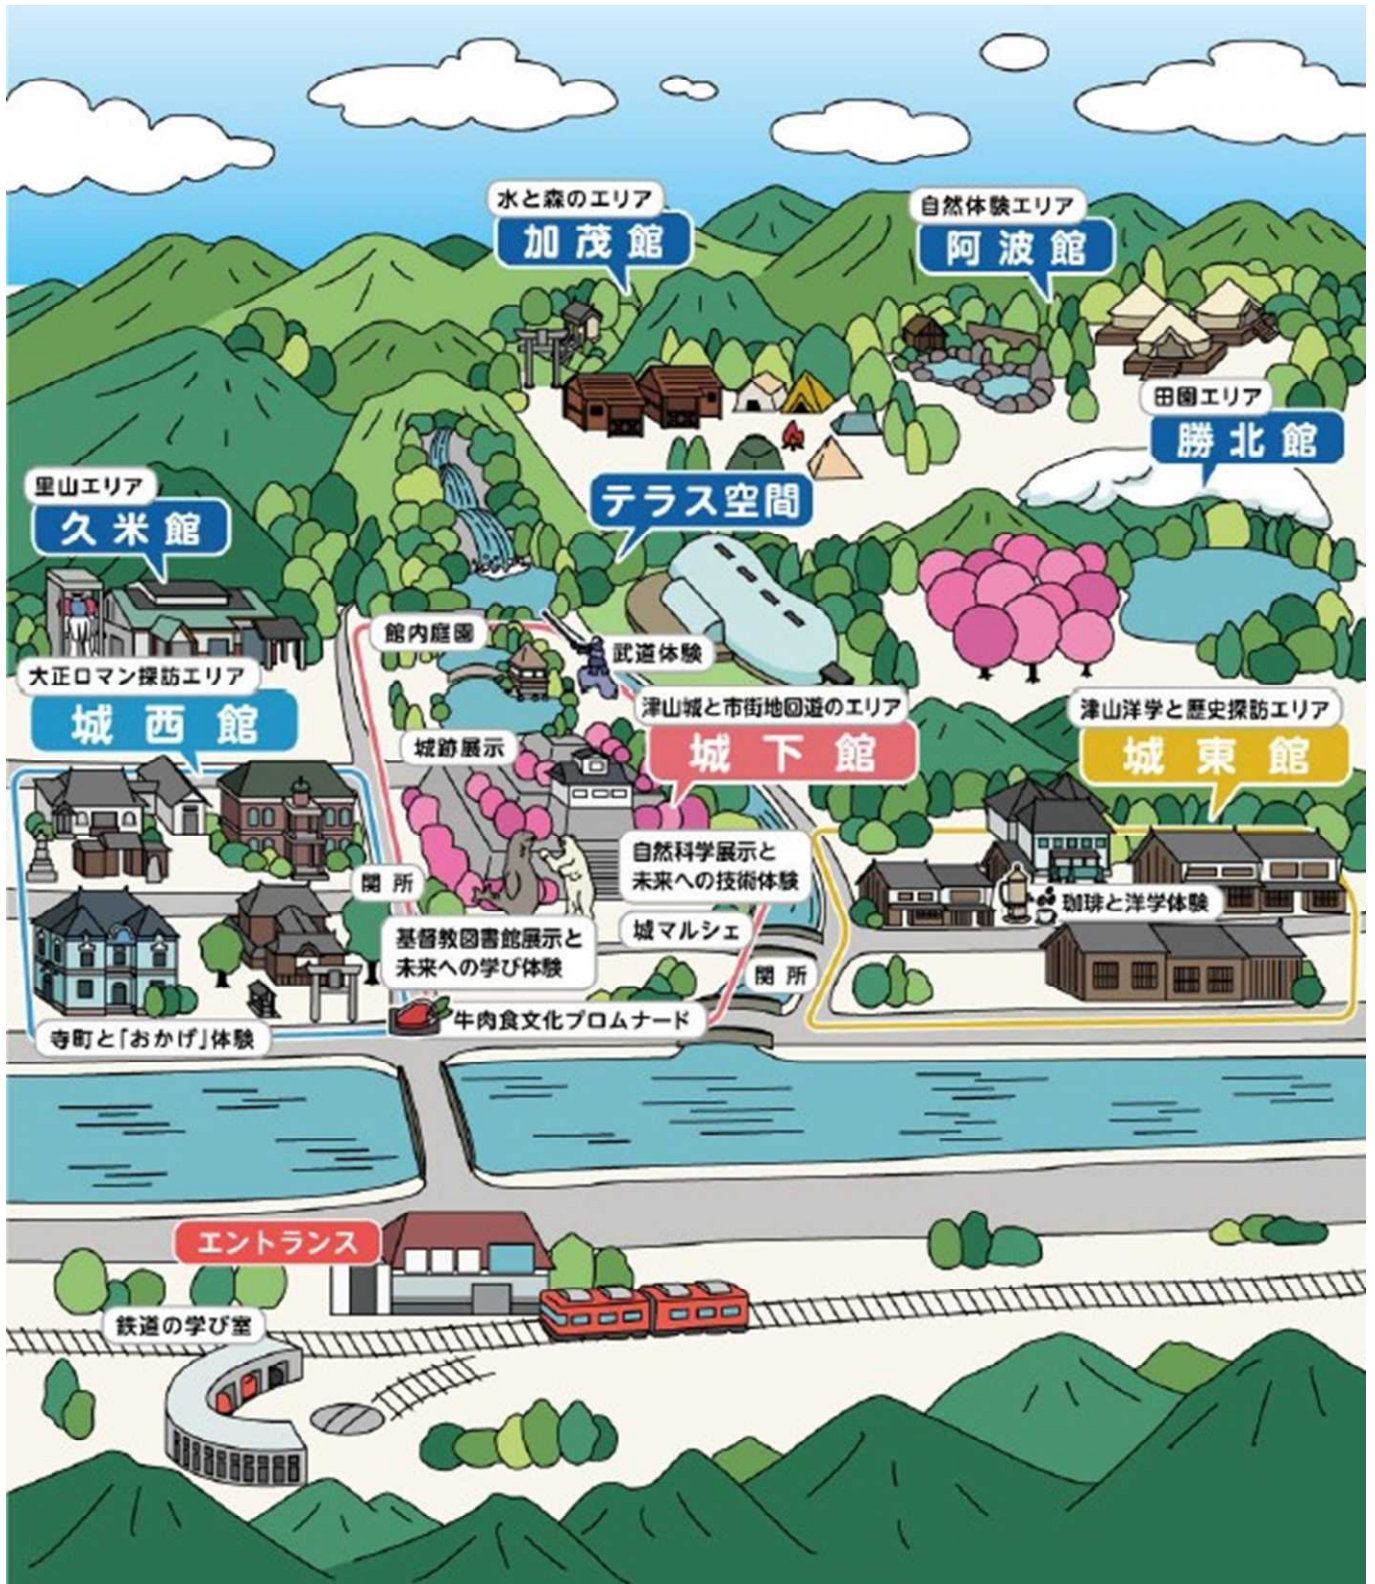 水と森のエリア
加茂館
自然体験エリア
阿波館
田園エリア
勝北館
里山エリア
久米館
テラス空間
館内庭園
武道体験
大正ロマン探訪エリア
城西館
津山城と市街地回遊のエリア
城下館
津山洋学と歴史探訪エリア
城東館
城跡展示
自然科学展示と
未来への技術体験
関所
珈琲と洋学体験
城マルシェ
基督教図書館展示と
未来への学び体験
関所
牛肉食文化プロムナード
寺町と「おかげ」体験
エントランス
鉄道の学び室